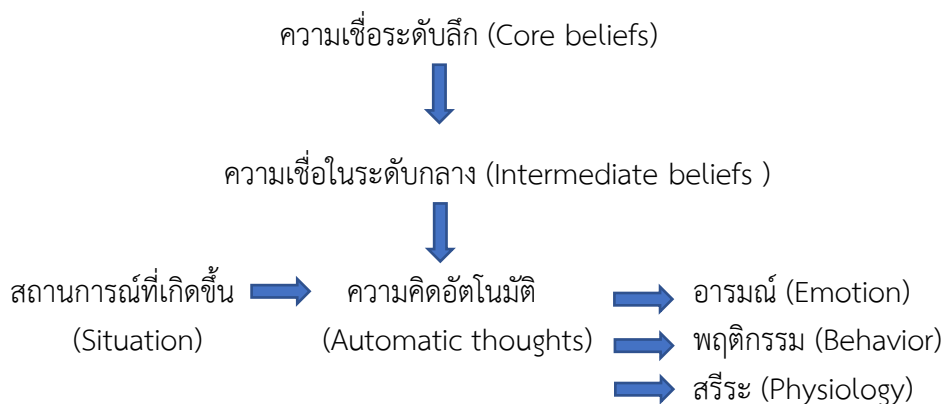 ความเชื่อระดับลึก (Core beliefs)
ความเชื่อในระดับกลาง (Intermediate beliefs )
สถานการณ์ที่เกิดขึ้น
(Situation)
ความคิดอัตโนมัติ
(Automatic thoughts)
อารมณ์ (Emotion)
พฤติกรรม (Behavior)
สรีระ (Physiology)